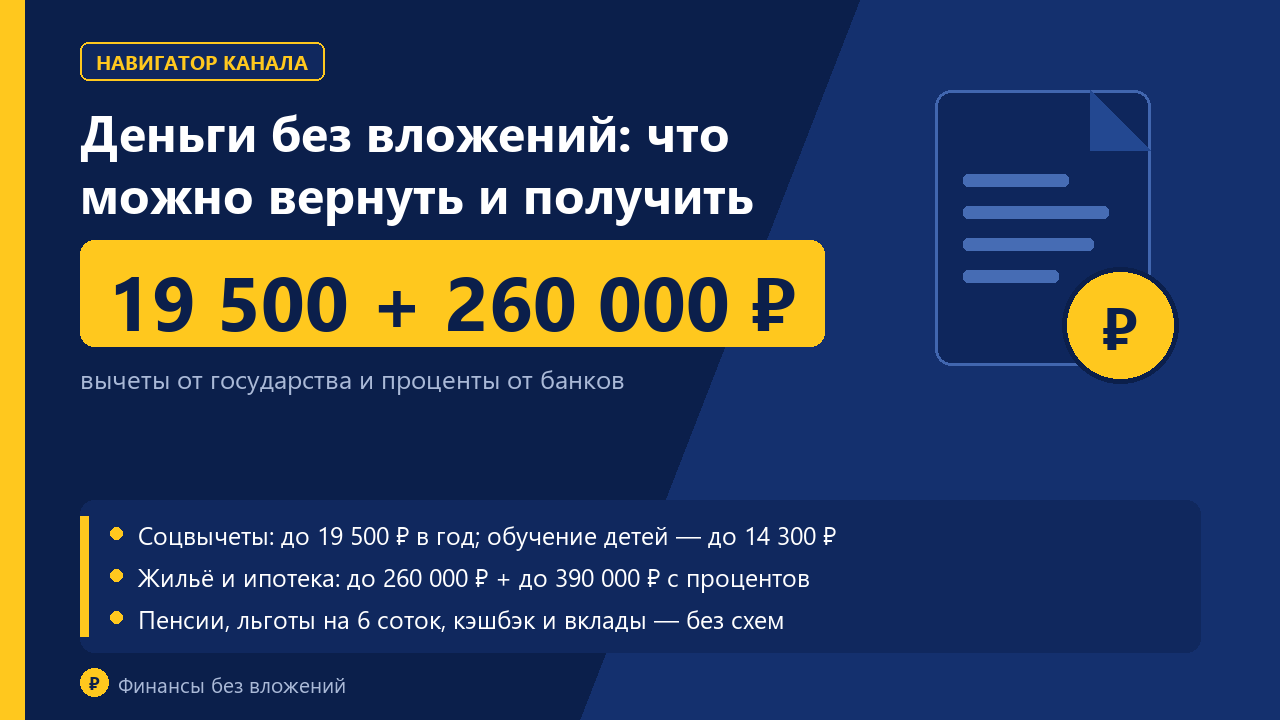 НАВИГАТОР КАНАЛА
Деньги без вложений: что
можно вернуть и получить
19 500 + 260 000 ₽
вычеты от государства и проценты от банков
₽
Соцвычеты: до 19 500 ₽ в год; обучение детей — до 14 300 ₽
Жильё и ипотека: до 260 000 ₽ + до 390 000 ₽ с процентов
Пенсии, льготы на 6 соток, кэшбэк и вклады — без схем
₽ Финансы без вложений